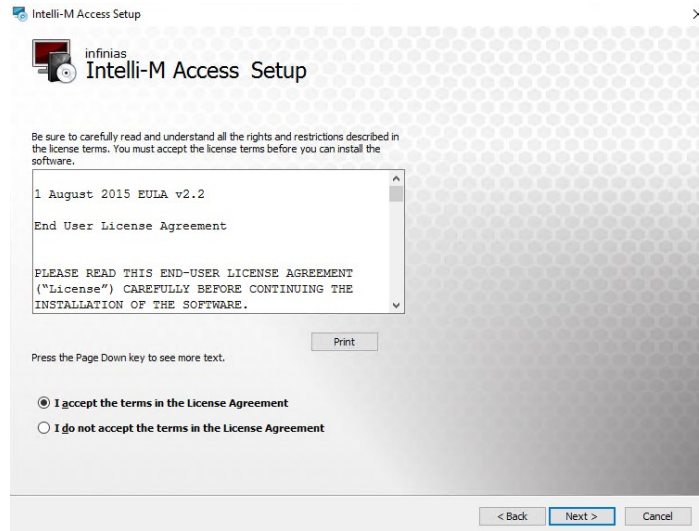 Intelli-M Access Setup
infinias
Intelli-M Access Setup
Be sure to carefully read and understand all the rights and restrictions described in
the license terms. You must accept the license terms before you can install the
software.
1 August 2015 EULA v2.2
End User License Agreement
PLEASE READ THIS END-USER LICENSE AGREEMENT
(“License”) CAREFULLY BEFORE CONTINUING THE
INSTALLATION OF THE SOFTWARE.
Print
Press the Page Down key to see more text.
I accept the terms in the License Agreement
I do not accept the terms in the License Agreement
< Back Next > Cancel